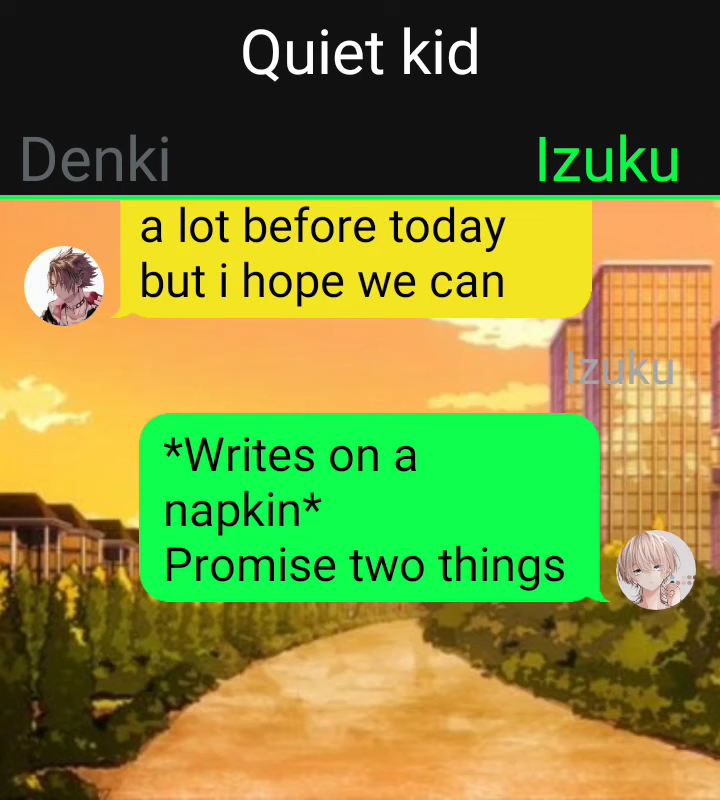 Quiet kid
Denki
Izuku
a lot before today
but i hope we can
Izuku
*Writes on a
napkin*
Promise two things